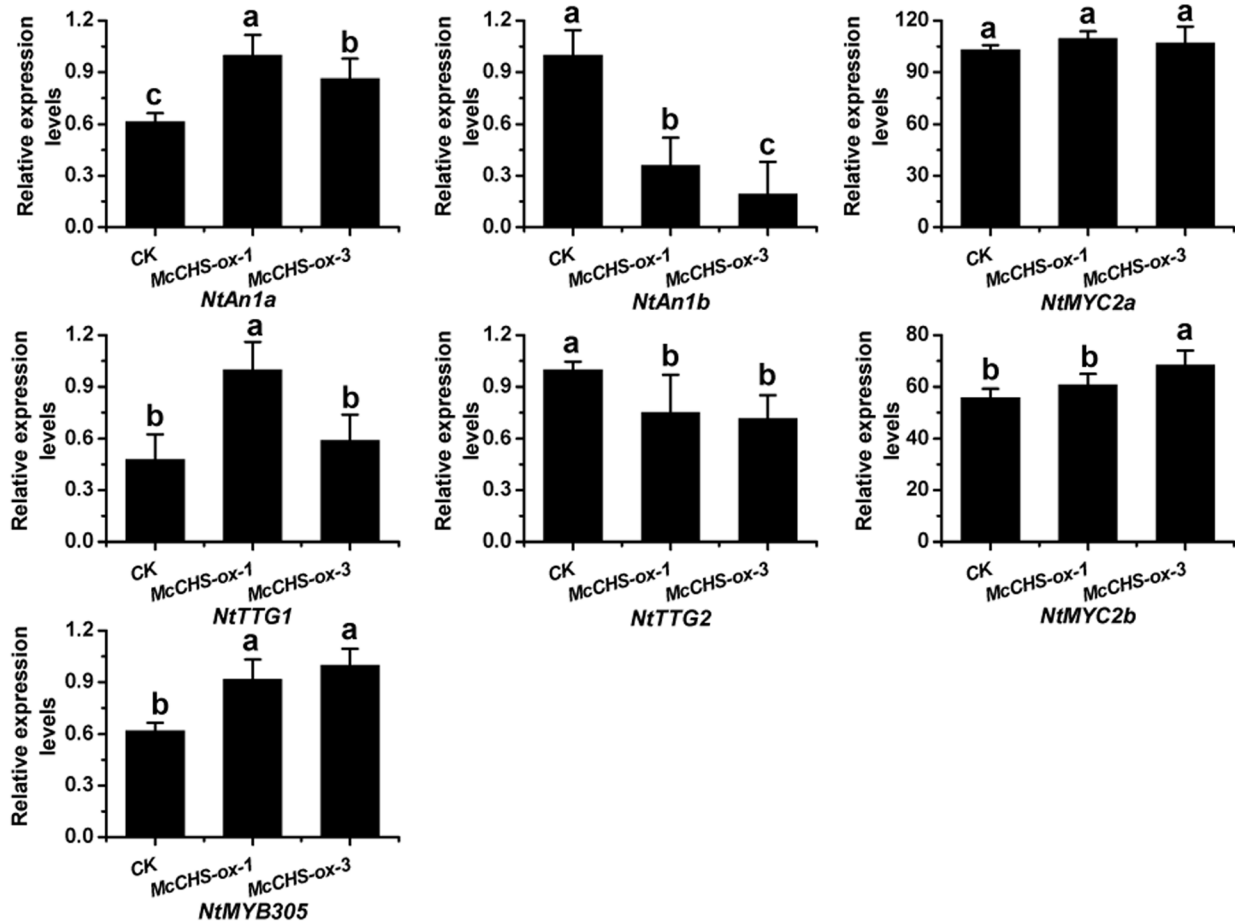 Relative expression
levels
1.2
0.9
0.6
0.3
0.0
c
a
b
CK
McCHS-ox-1
McCHS-ox-3
NtAn1a
Relative expression
levels
1.2
0.9
0.6
0.3
0.0
a
b
c
CK
McCHS-ox-1
McCHS-ox-3
NtAn1b
Relative expression
levels
120
90
60
30
0
a
a
a
CK
McCHS-ox-1
McCHS-ox-3
NtMYC2a
Relative expression
levels
1.2
0.9
0.6
0.3
0.0
b
a
b
CK
McCHS-ox-1
McCHS-ox-3
NtTTG1
Relative expression
levels
1.2
0.9
0.6
0.3
0.0
a
b
b
CK
McCHS-ox-1
McCHS-ox-3
NtTTG2
Relative expression
levels
80
60
40
20
0
b
b
a
CK
McCHS-ox-1
McCHS-ox-3
NtMYC2b
Relative expression
levels
1.2
0.9
0.6
0.3
0.0
b
a
a
CK
McCHS-ox-1
McCHS-ox-3
NtMYB305